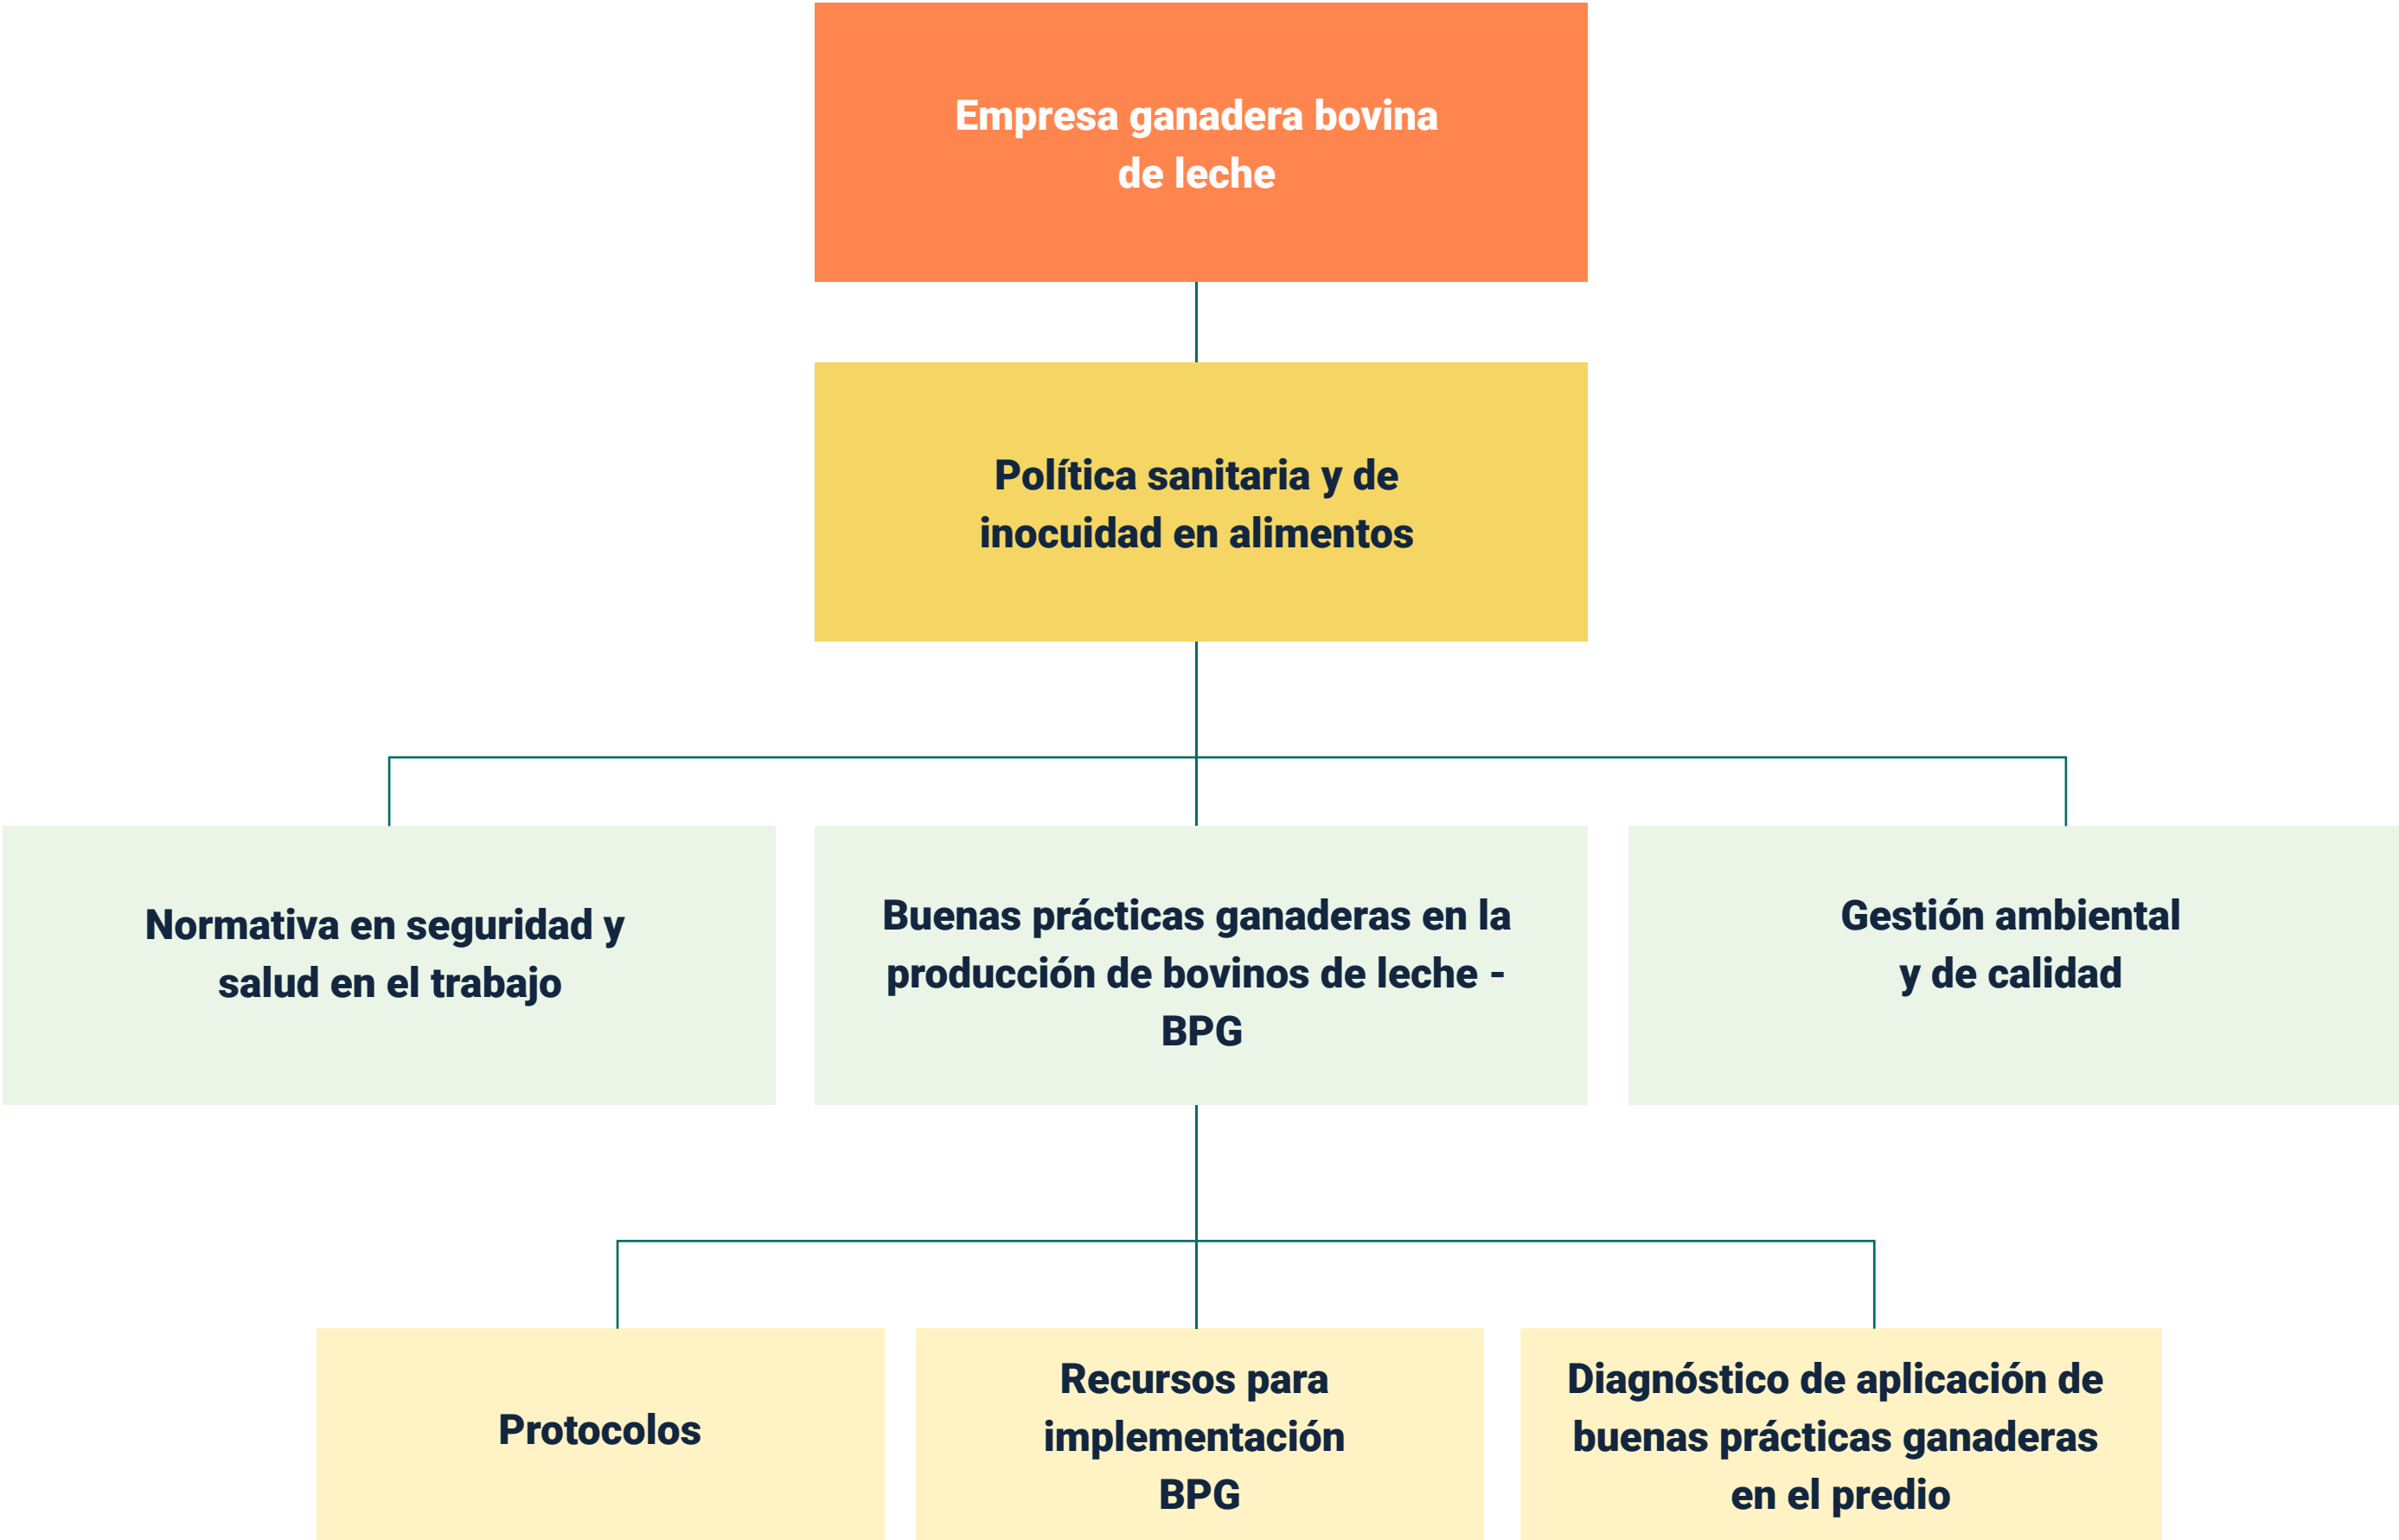 Empresa ganadera bovina
de leche
Política sanitaria y de
inocuidad en alimentos
Normativa en seguridad y
salud en el trabajo
Buenas prácticas ganaderas en la
producción de bovinos de leche -
BPG
Gestión ambiental
y de calidad
Protocolos
Recursos para
implementación
BPG
Diagnóstico de aplicación de
buenas prácticas ganaderas
en el predio